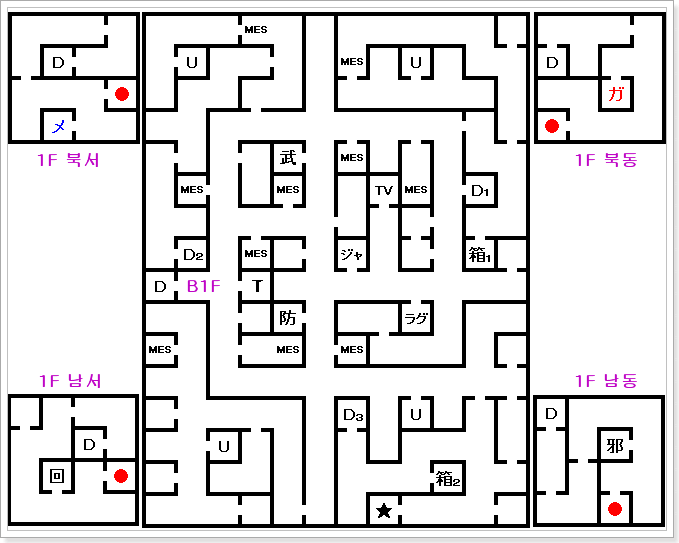 MES
D
U
MES
U
D
メ
ガ
1F 북서
1F 북동
武
MES
MES
MES
TV
MES
D1
D2
MES
ジャ
箱1
D
B1F
T
防
ラグ
MES
MES
MES
1F 남서
1F 남동
D3
U
D
D
U
邪
回
箱2
★